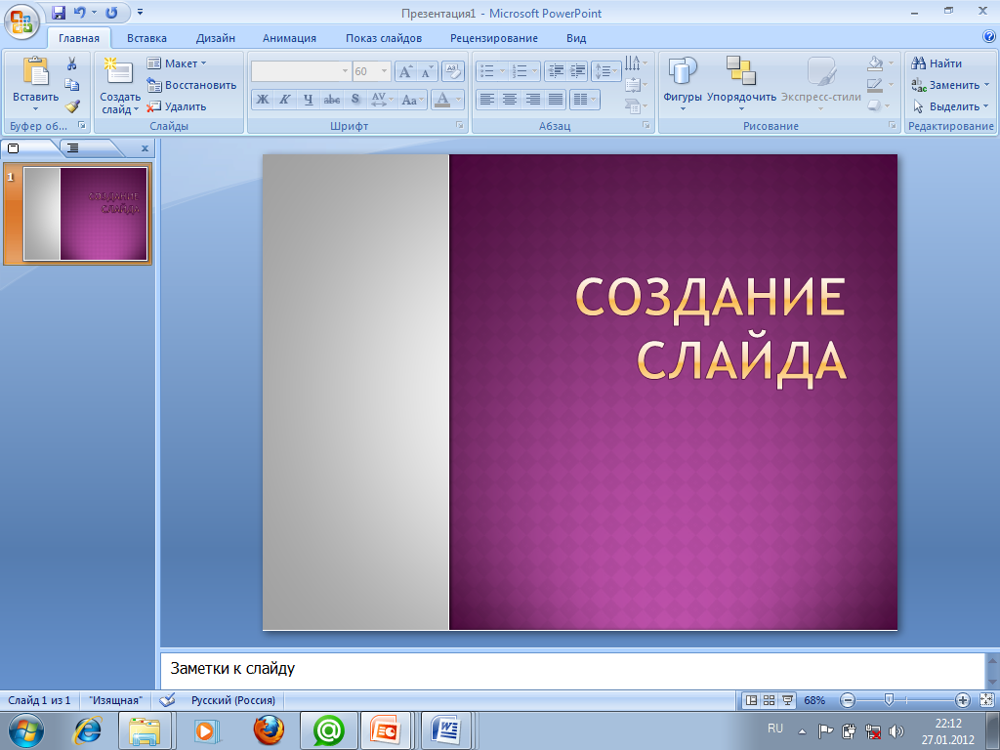 Презентация1 - Microsoft PowerPoint
Главная Вставка Дизайн Анимация Показ слайдов Рецензирование Вид
Вставить
Буфер об...
Создать слайд
Макет
Восстановить
Удалить
Слайды
60
Ж К Ч abc S AV Aa A
Шрифт
Абзац
Фигуры Упорядочить Экспресс-стили
Рисование
Найти
Заменить
Выделить
Редактирование
1
СОЗДАНИЕ
СЛАЙДА
СОЗДАНИЕ
СЛАЙДА
Заметки к слайду
Слайд 1 из 1 "Изящная" Русский (Россия) 68%
RU 22:12
27.01.2012